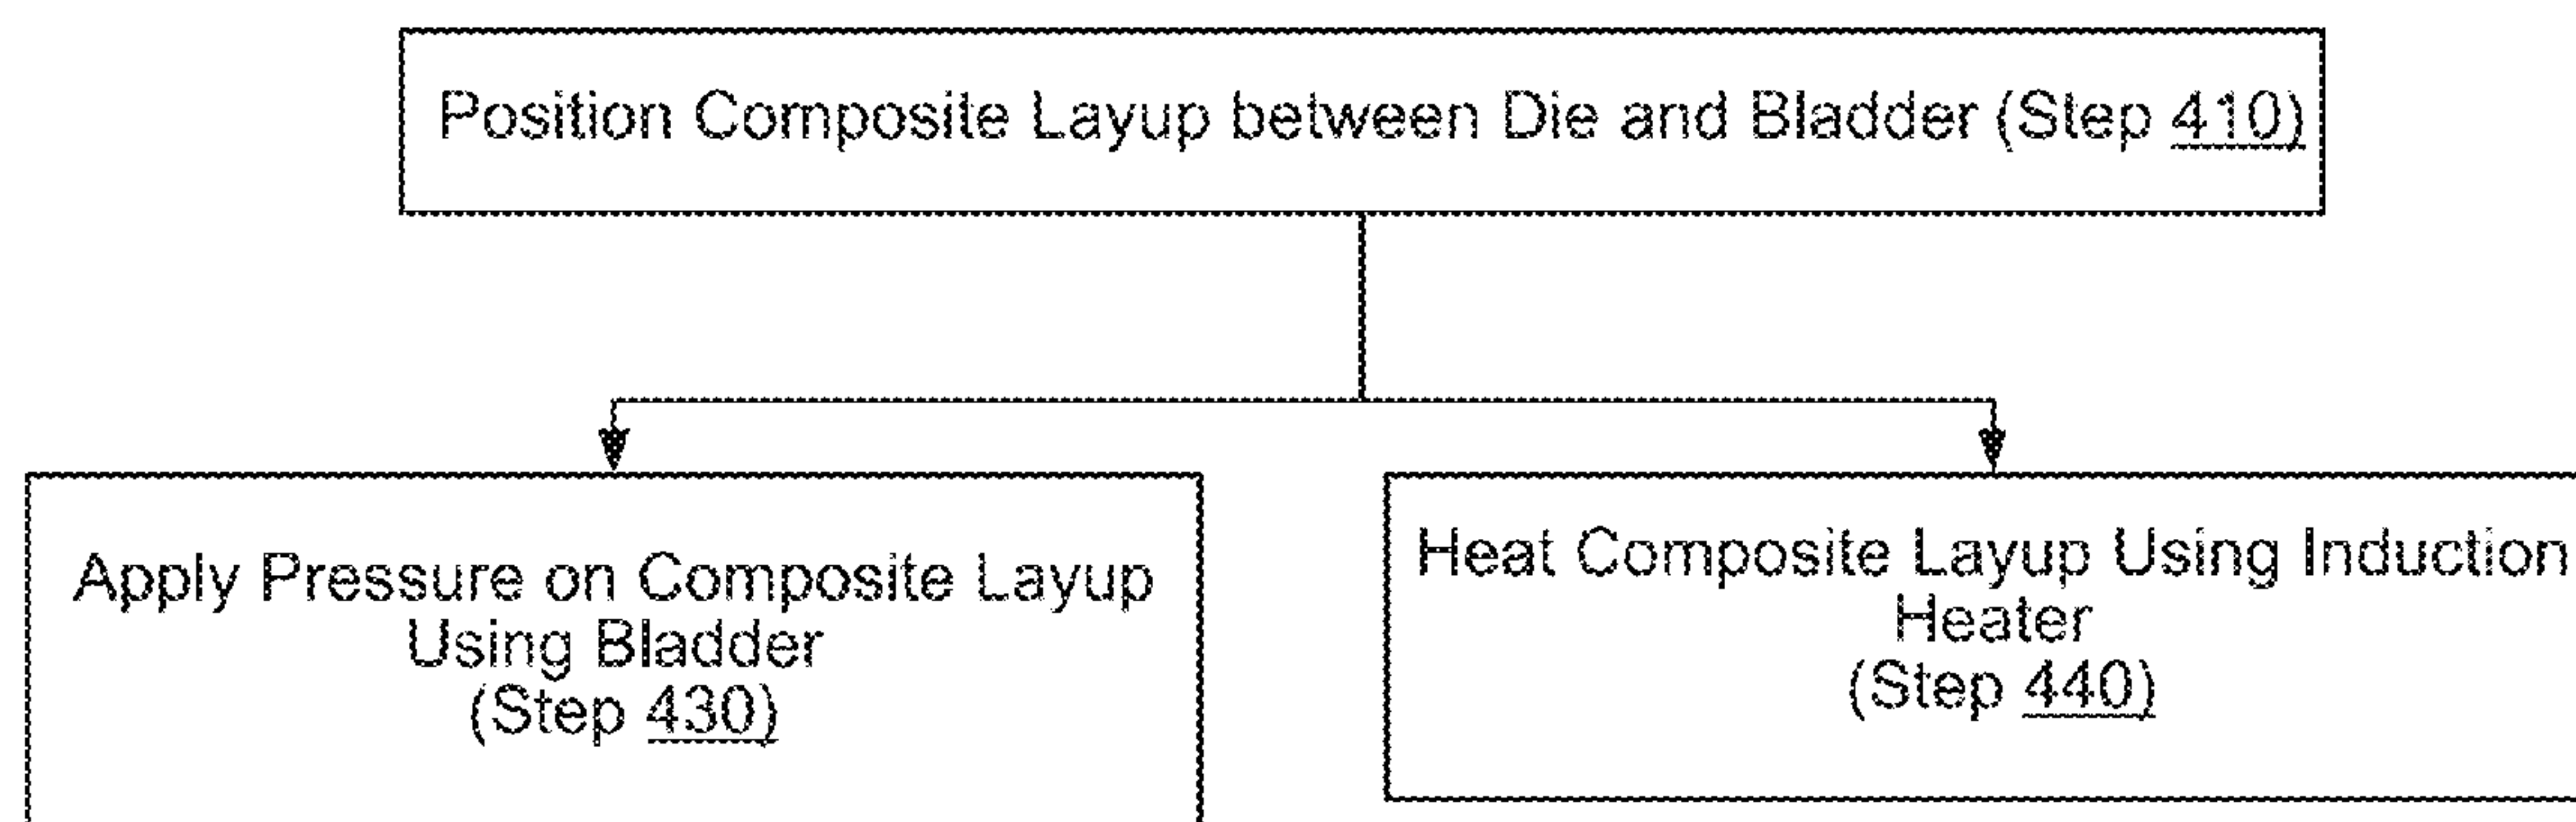 Position Composite Layup between Die and Bladder (Step 410)
Apply Pressure on Composite Layup
Using Bladder
(Step 430)
Heat Composite Layup Using Induction
Heater
(Step 440)